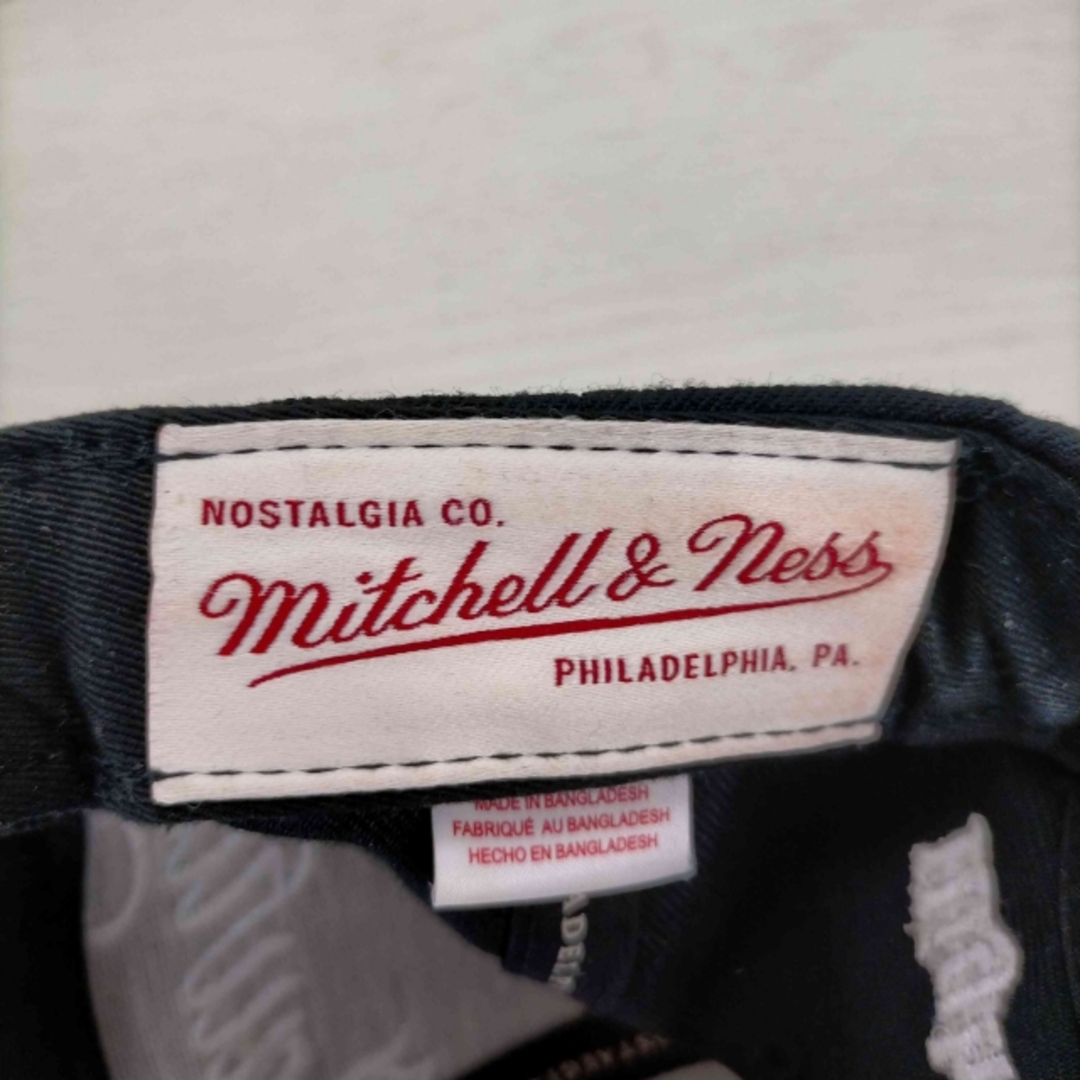 NOSTALGIA CO.
Mitchell & Ness
PHILADELPHIA, PA.
MADE IN BANGLADESH
FABRIQUÉ AU BANGLADESH
HECHO EN BANGLADESH